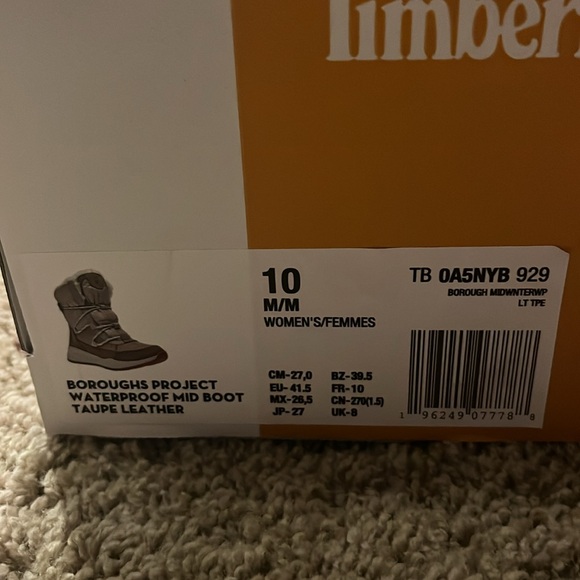 Timber
10
M/M
WOMEN'S/FEMMES
TB 0A5NYB 929
BOROUGH MIDWNTERWP
LT TPE
BOROUGHS PROJECT
WATERPROOF MID BOOT
TAUPE LEATHER
CM-27,0 BZ-39.5
EU-41.5 FR-10
MX-26,5 CN-270(1.5)
JP-27 UK-8
1 96249 07778 8